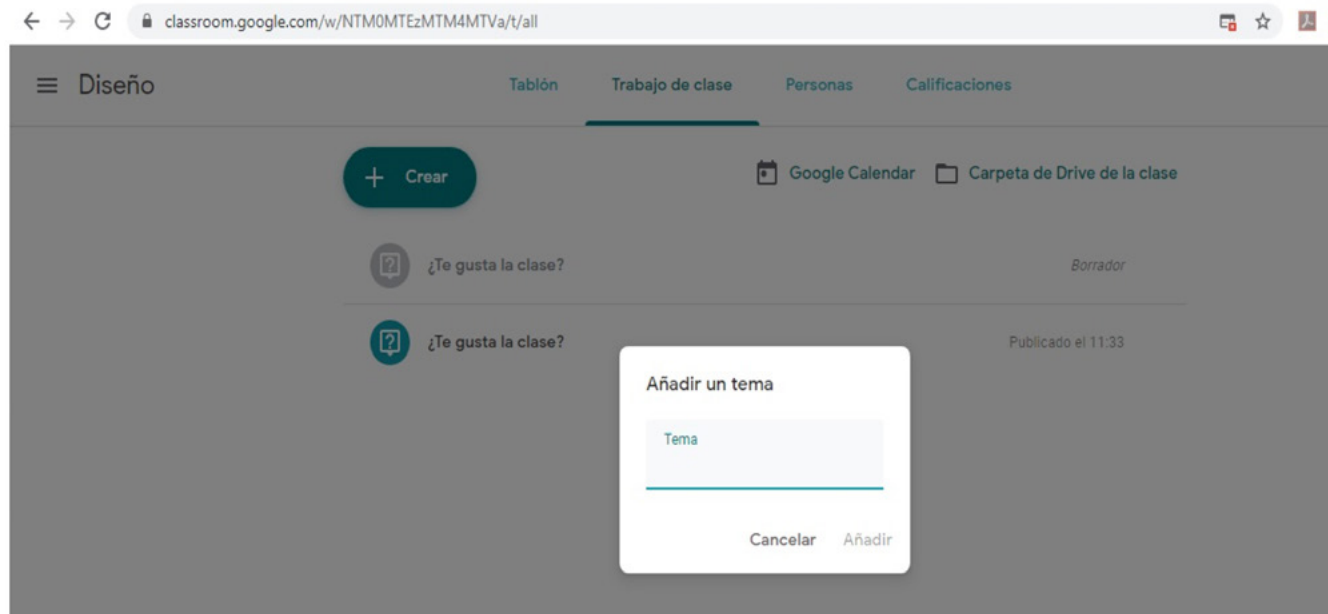 classroom.google.com/w/NTM0MTEzMTM4MTVa/t/all
Diseño Tablón Trabajo de clase Personas Calificaciones
Crear Google Calendar Carpeta de Drive de la clase
¿Te gusta la clase? Borrador
¿Te gusta la clase? Publicado el 11:33
Añadir un tema
Tema
Cancelar Añadir